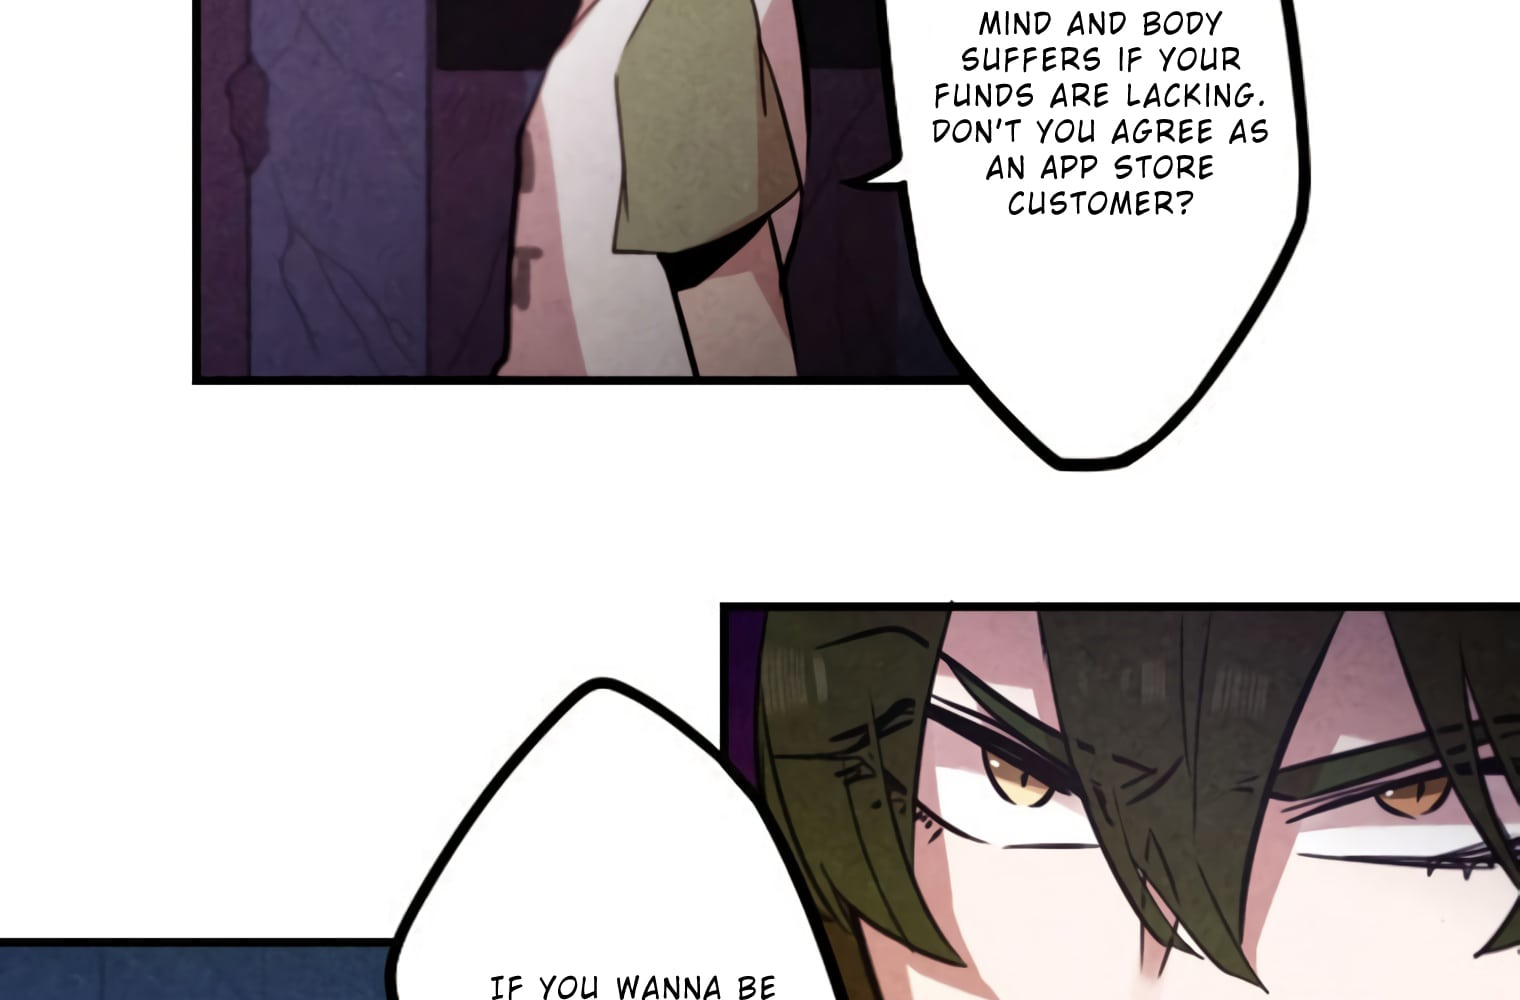 MIND AND BODY
SUFFERS IF YOUR
FUNDS ARE LACKING.
DON'T YOU AGREE AS
AN APP STORE
CUSTOMER?
IF YOU WANNA BE